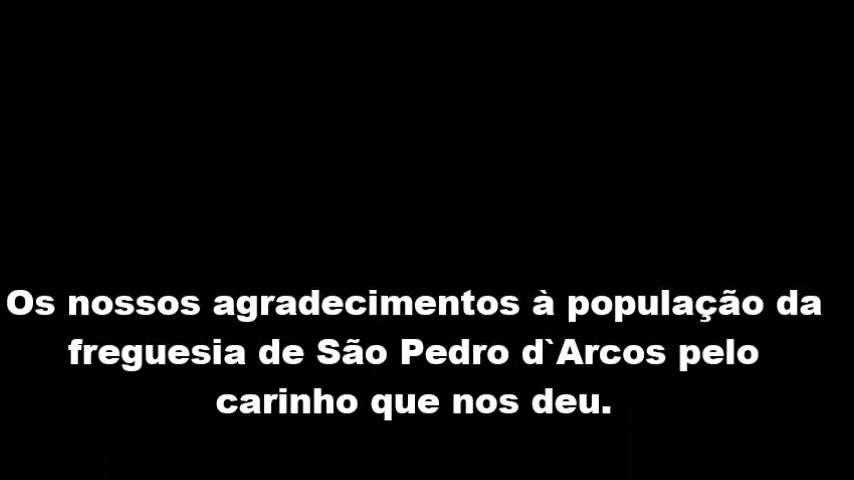 Os nossos agradecimentos à população da
freguesia de São Pedro d`Arcos pelo
carinho que nos deu.